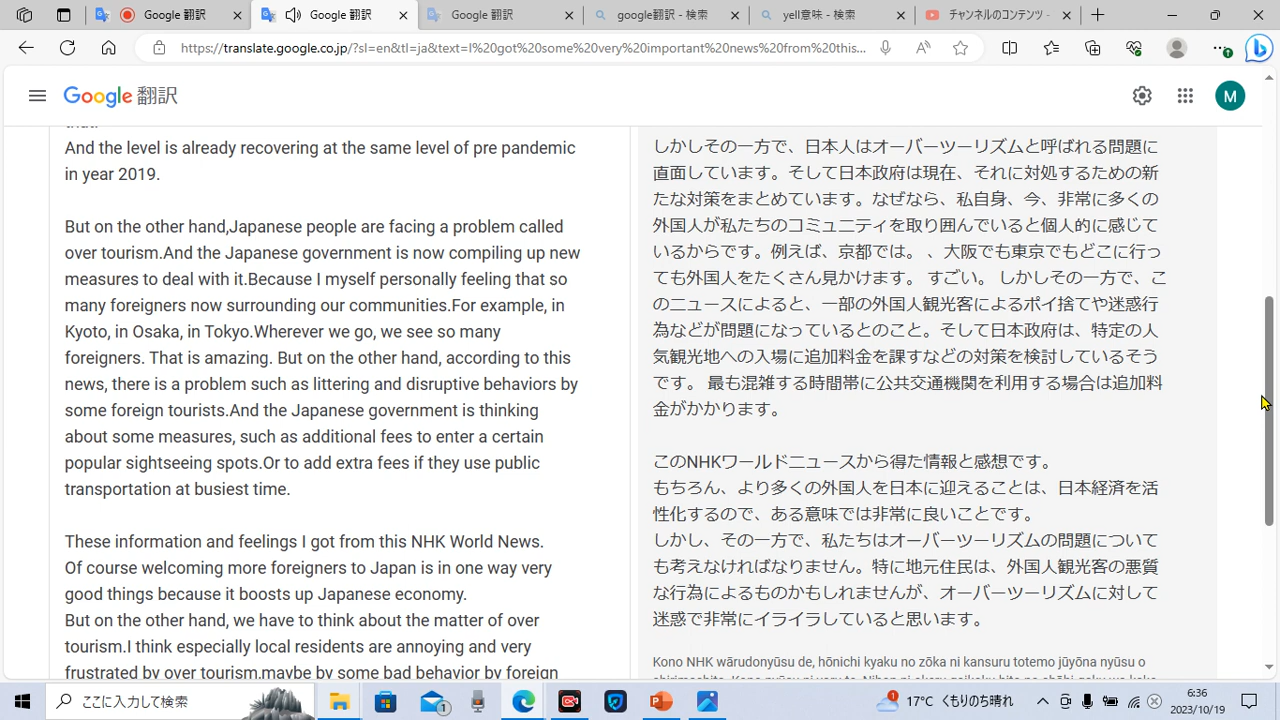 Google 翻訳
Google 翻訳
Google 翻訳
google翻訳 - 検索
yell意味 - 検索
チャンネルのコンテンツ -
https://translate.google.co.jp/?sl=en&tl=ja&text=I%20got%20some%20very%20important%20news%20from%20this...
Google 翻訳
M
that.
And the level is already recovering at the same level of pre pandemic
in year 2019.
But on the other hand,Japanese people are facing a problem called
over tourism.And the Japanese government is now compiling up new
measures to deal with it.Because I myself personally feeling that so
many foreigners now surrounding our communities.For example, in
Kyoto, in Osaka, in Tokyo.Wherever we go, we see so many
foreigners. That is amazing. But on the other hand, according to this
news, there is a problem such as littering and disruptive behaviors by
some foreign tourists.And the Japanese government is thinking
about some measures, such as additional fees to enter a certain
popular sightseeing spots.Or to add extra fees if they use public
transportation at busiest time.
These information and feelings I got from this NHK World News.
Of course welcoming more foreigners to Japan is in one way very
good things because it boosts up Japanese economy.
But on the other hand, we have to think about the matter of over
tourism.I think especially local residents are annoying and very
frustrated by over tourism.maybe by some bad behavior by foreign
しかしその一方で、日本人はオーバーツーリズムと呼ばれる問題に
直面しています。そして日本政府は現在、それに対処するための新
たな対策をまとめています。なぜなら、私自身、今、非常に多くの
外国人が私たちのコミュニティを取り囲んでいると個人的に感じて
いるからです。例えば、京都では。 、大阪でも東京でもどこに行っ
ても外国人をたくさん見かけます。 すごい。 しかしその一方で、こ
のニュースによると、一部の外国人観光客によるポイ捨てや迷惑行
為などが問題になっているとのこと。そして日本政府は、特定の人
気観光地への入場に追加料金を課すなどの対策を検討しているそう
です。 最も混雑する時間帯に公共交通機関を利用する場合は追加料
金がかかります。
このNHKワールドニュースから得た情報と感想です。
もちろん、より多くの外国人を日本に迎えることは、日本経済を活
性化するので、ある意味では非常に良いことです。
しかし、その一方で、私たちはオーバーツーリズムの問題について
も考えなければなりません。特に地元住民は、外国人観光客の悪質
な行為によるものかもしれませんが、オーバーツーリズムに対して
迷惑で非常にイライラしていると思います。
Kono NHK wārudonyūsu de, hōnichi kyaku no zōka ni kansuru totemo jūyōna nyūsu o
ここに入力して検索
1
1
17°C くもりのち晴れ
6:36
2023/10/19